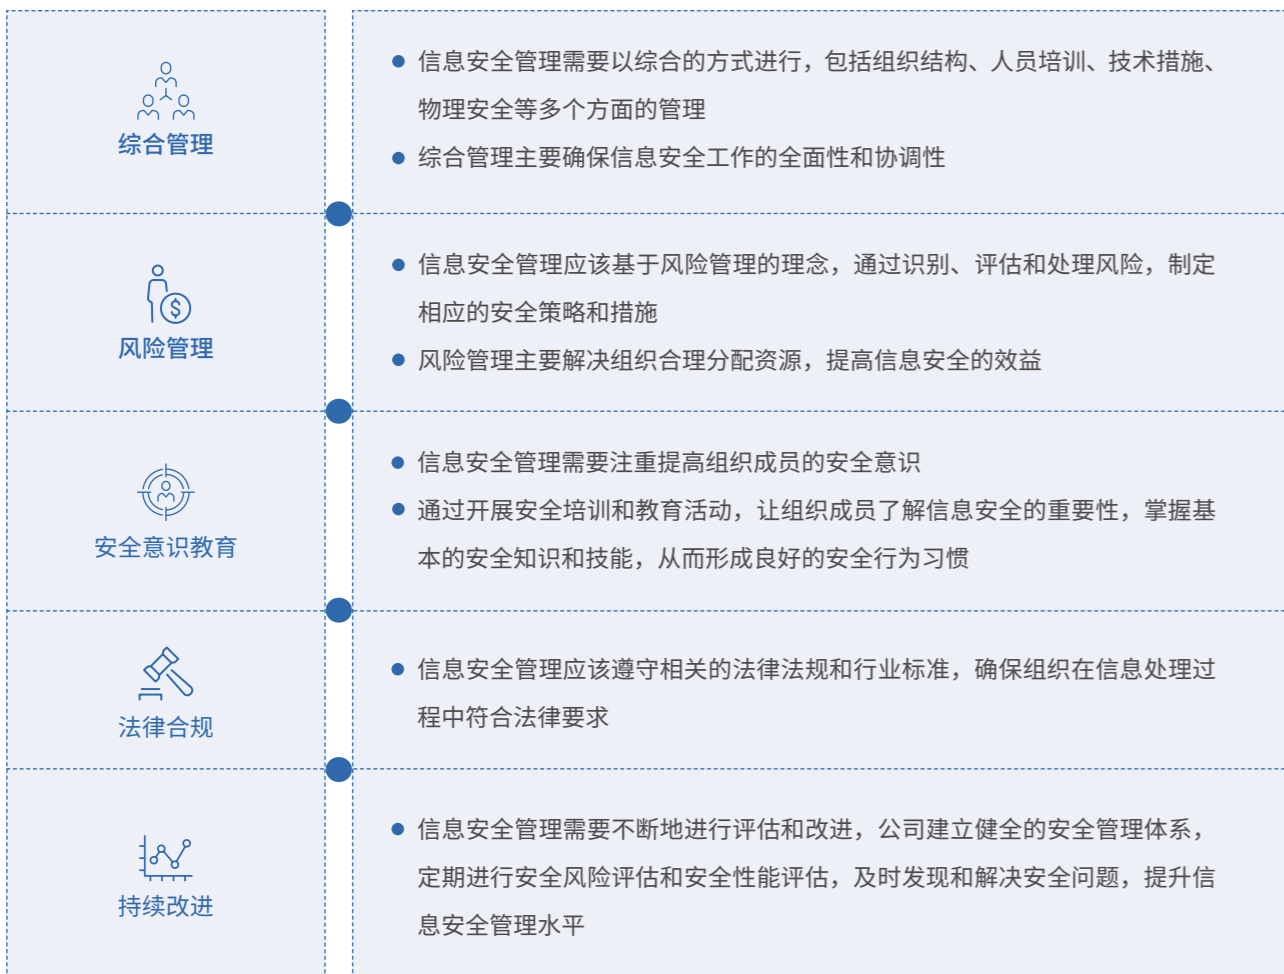 综合管理
信息安全管理需要以综合的方式进行，包括组织结构、人员培训、技术措施、
物理安全等多个方面的管理
综合管理主要确保信息安全工作的全面性和协调性
风险管理
$
信息安全管理应该基于风险管理的理念，通过识别、评估和处理风险，制定
相应的安全策略和措施
风险管理主要解决组织合理分配资源，提高信息安全的效益
安全意识教育
信息安全管理需要注重提高组织成员的安全意识
通过开展安全培训和教育活动，让组织成员了解信息安全的重要性，掌握基
本的安全知识和技能，从而形成良好的安全行为习惯
法律合规
信息安全管理应该遵守相关的法律法规和行业标准，确保组织在信息处理过
程中符合法律要求
持续改进
信息安全管理需要不断地进行评估和改进，公司建立健全的安全管理体系，
定期进行安全风险评估和安全性能评估，及时发现和解决安全问题，提升信
息安全管理水平